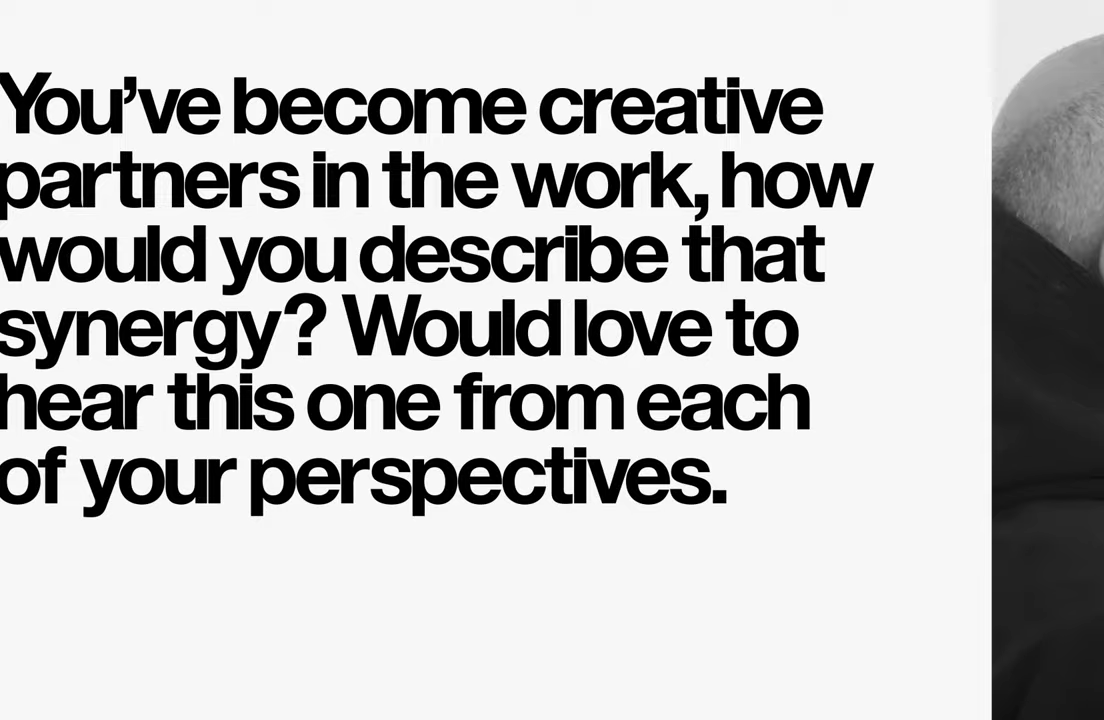 You’ve become creative
partners in the work, how
would you describe that
synergy? Would love to
hear this one from each
of your perspectives.